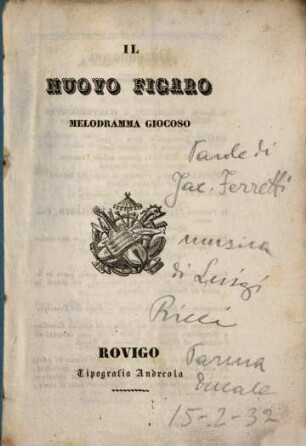 IL
NUOVO FIGARO
MELODRAMMA GIOCOSO
Parole di
Jac. Ferretti
musica
di Luigi
Ricci
ROVIGO
Tipografia Andreola
Parma
Ducale
15-2-32